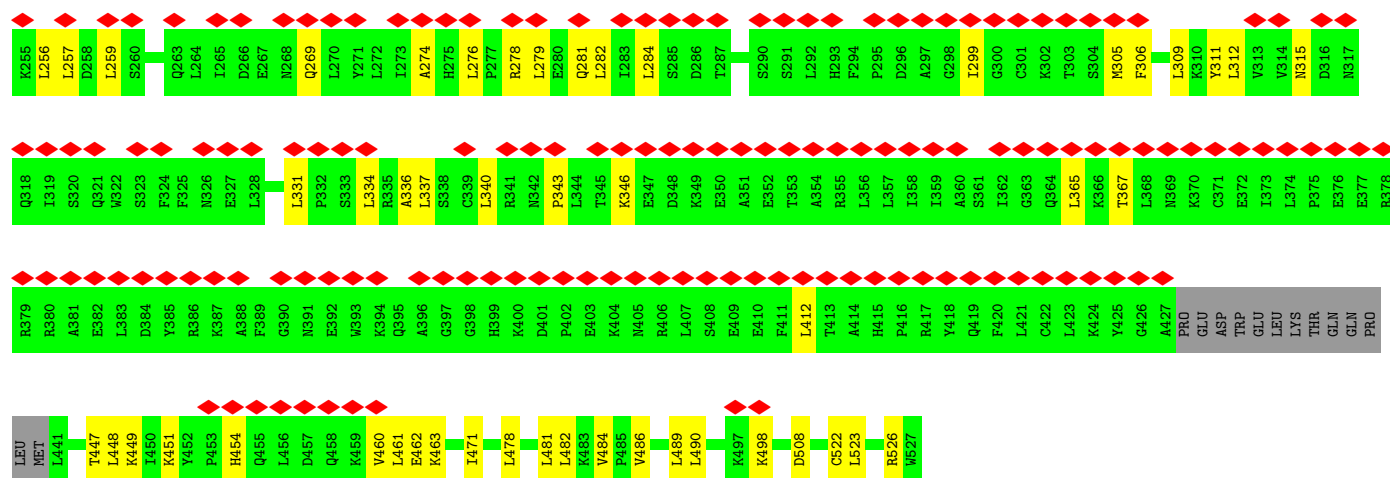 K255 L256 L257 D258 L259 S260 Q263 L264 I265 D266 E267 N268 Q269 L270 Y271 L272 I273 A274 H275 L276 P277 R278 L279 E280 Q281 L282 I283 L284 S285 D286 T287 S290 S291 L292 H293 F294 P295 D296 A297 G298 I299 G300 C301 K302 T303 S304 M305 F306 L309 K310 Y311 L312 V313 V314 N315 D316 N317
Q318 I319 S320 Q321 W322 S323 F324 F325 N326 E327 L328 L331 P332 S333 L334 R335 A336 L337 S338 C339 L340 R341 N342 P343 L344 T345 K346 E347 D348 K349 E350 A351 E352 T353 A354 R355 L356 L357 I358 I359 A360 S361 I362 G363 Q364 L365 K366 T367 L368 N369 K370 C371 E372 I373 L374 P375 E376 E377 R378
R379 R380 A381 E382 L383 D384 Y385 R386 K387 A388 F389 G390 N391 E392 W393 K394 Q395 A396 G397 G398 H399 K400 D401 P402 E403 K404 N405 R406 L407 S408 E409 E410 F411 L412 T413 A414 H415 P416 R417 Y418 Q419 F420 L421 C422 L423 K424 Y425 G426 A427 PRO GLU ASP TRP GLU LEU LYS THR GLN GLN PRO
LEU MET L441 T447 L448 K449 I450 K451 Y452 P453 H454 Q455 L456 D457 Q458 K459 V460 L461 E462 K463 I471 L478 L481 L482 K483 V484 P485 V486 L489 L490 K497 K498 D508 C522 L523 R526 W527